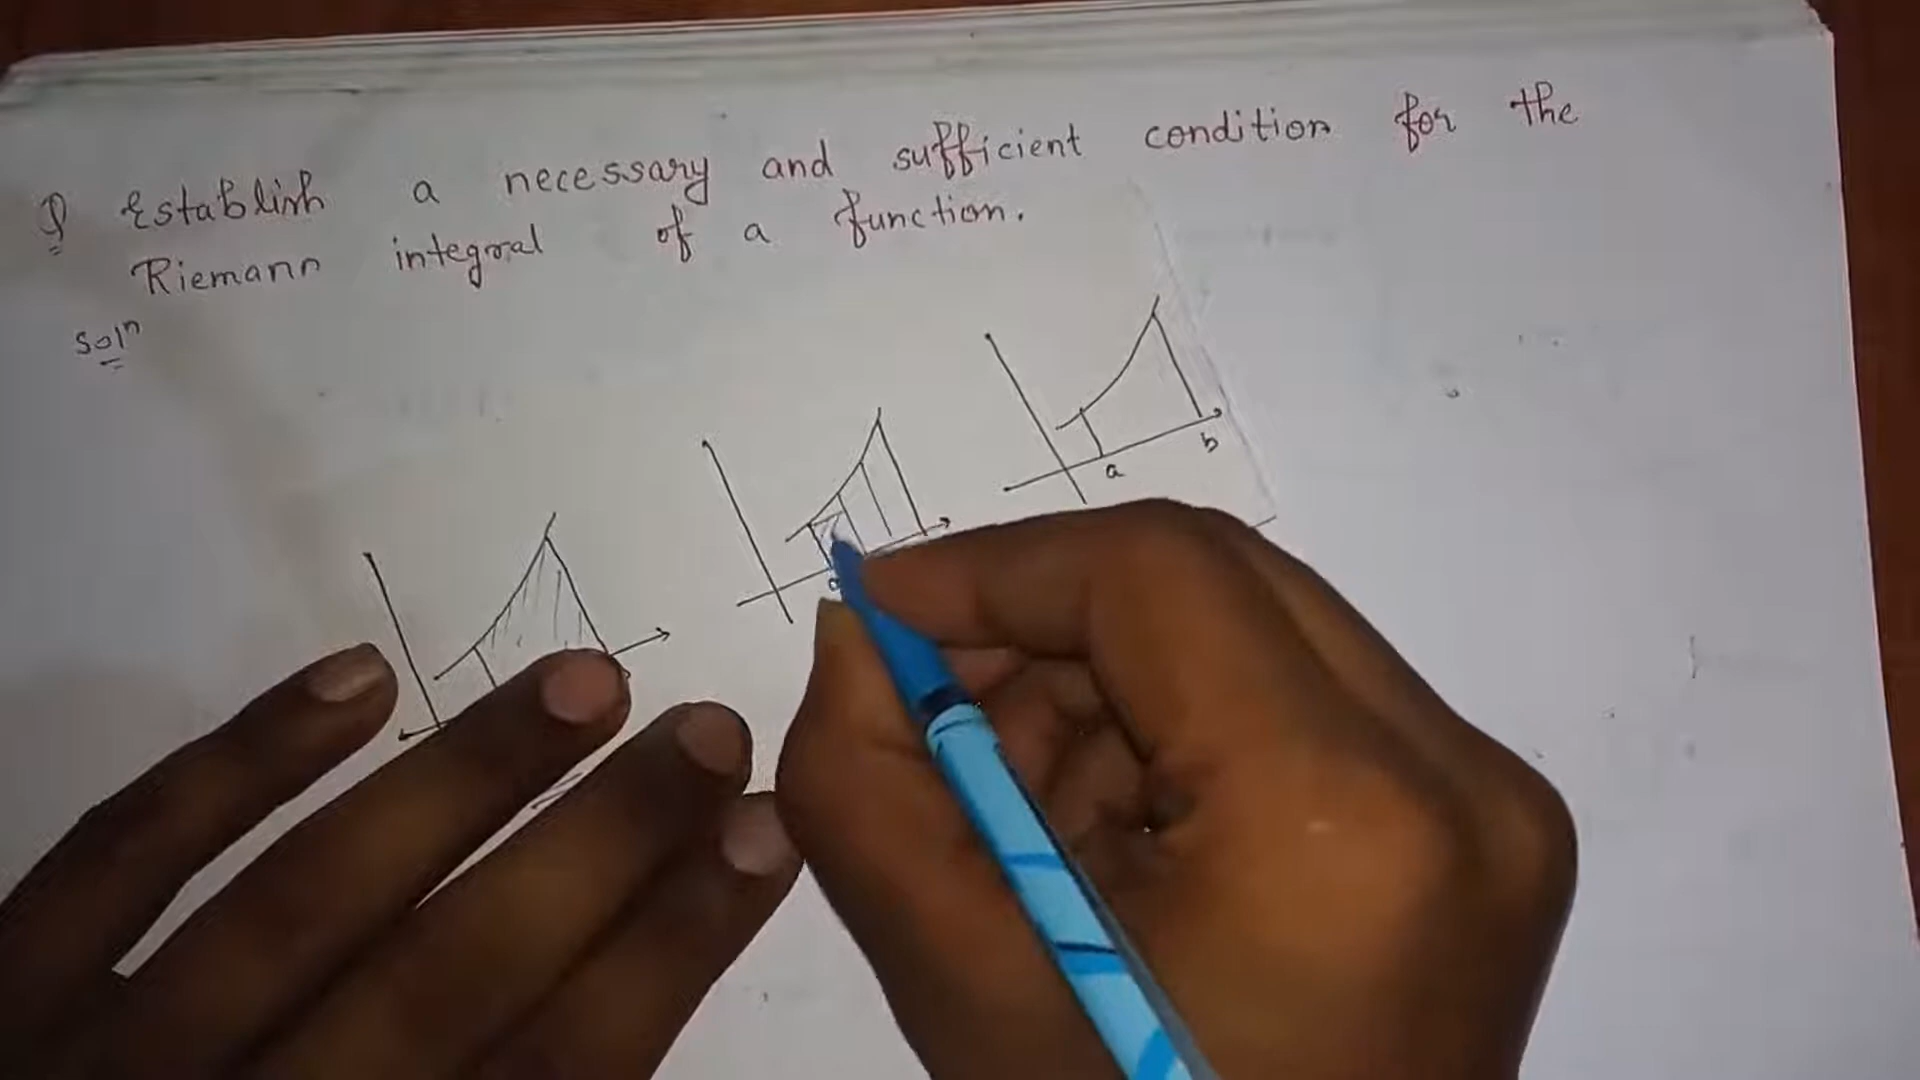 Q Establish a necessary and sufficient condition for the
Riemann integral of a function.
Solⁿ
a b